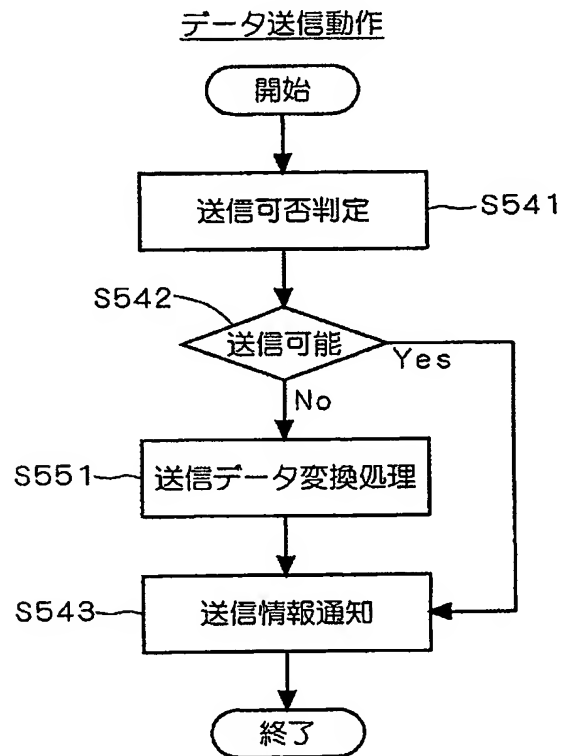 データ送信動作
開始
送信可否判定
S541
S542
送信可能
Yes
No
S551
送信データ変換処理
S543
送信情報通知
終了